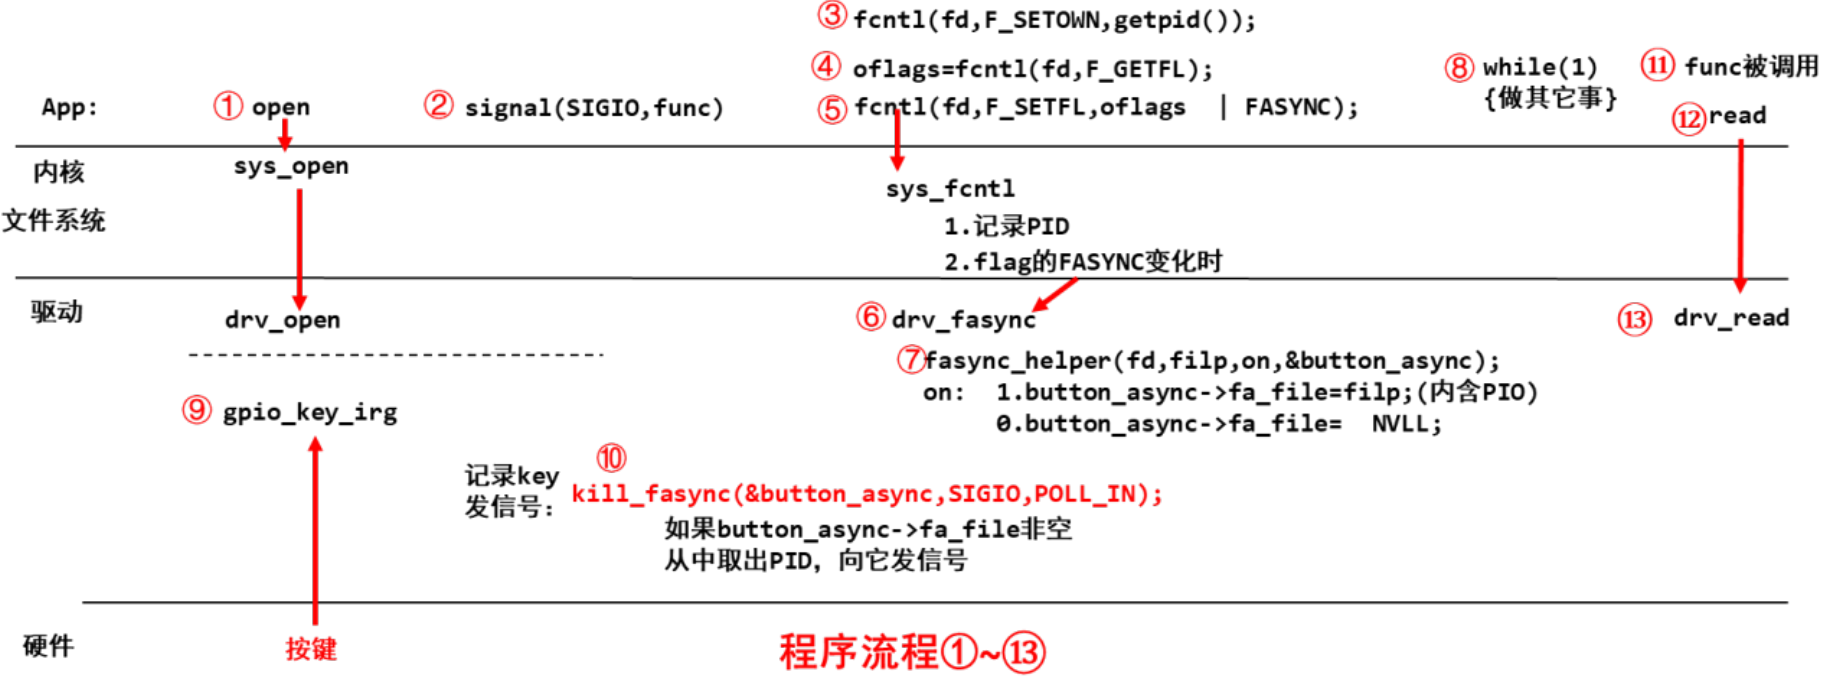 ③ fcntl(fd,F_SETOWN,getpid());
④ oflags=fcntl(fd,F_GETFL);
⑧ while(1)
{做其它事}
⑪ func被调用
App:
① open
② signal(SIGIO,func)
⑤ fcntl(fd,F_SETFL,oflags | FASYNC);
⑫ read
内核
sys_open
sys_fcntl
文件系统
1.记录PID
2.flag的FASYNC变化时
驱动
drv_open
⑥ drv_fasync
⑬ drv_read
⑦ fasync_helper(fd,filp,on,&button_async);
on: 1.button_async->fa_file=filp;(内含PIO)
0.button_async->fa_file= NVLL;
⑨ gpio_key_irg
⑩
记录key
发信号: kill_fasync(&button_async,SIGIO,POLL_IN);
如果button_async->fa_file非空
从中取出PID，向它发信号
硬件
按键
程序流程①~⑬